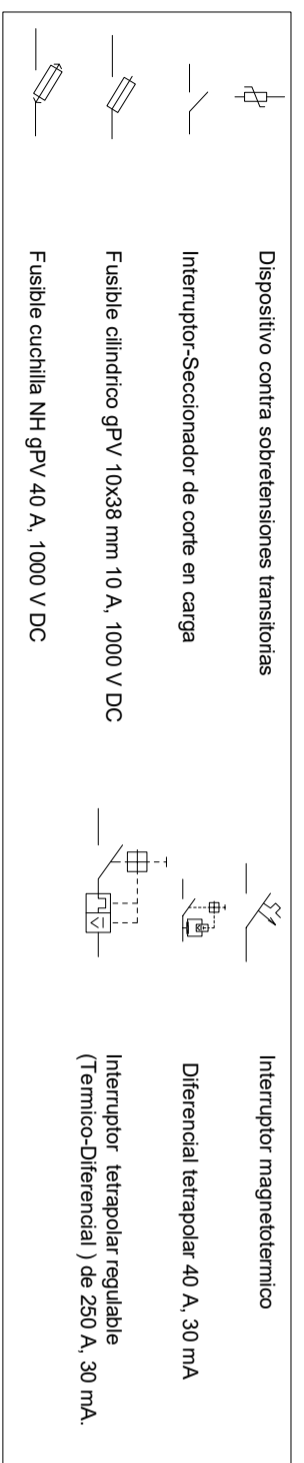 Dispositivo contra sobretensiones transitorias
Interruptor-Seccionador de corte en carga
Fusible cilindrico gPV 10x38 mm 10 A, 1000 V DC
Fusible cuchilla NH gPV 40 A, 1000 V DC
Interruptor magnetotermico
Diferencial tetrapolar 40 A, 30 mA
Interruptor tetrapolar regulable
(Termico-Diferencial ) de 250 A, 30 mA.